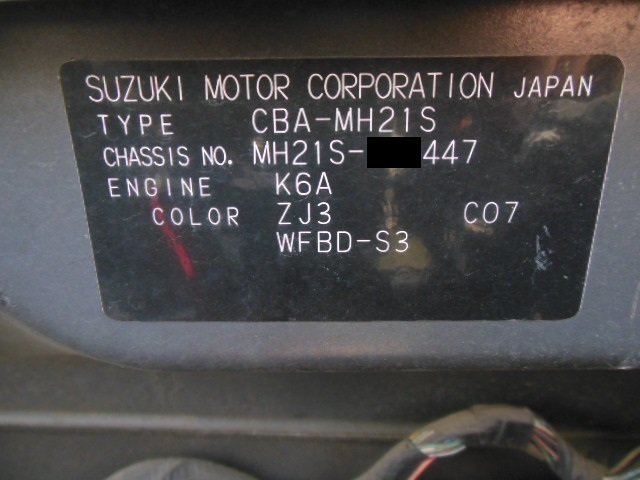 SUZUKI MOTOR CORPORATION JAPAN
TYPE CBA-MH21S
CHASSIS NO. MH21S- 447
ENGINE K6A
COLOR ZJ3 C07
WFBD-S3